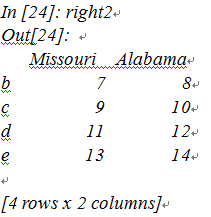 In [24]: right2
Out[24]:
Missouri Alabama
b 7 8
c 9 10
d 11 12
e 13 14
[4 rows x 2 columns]